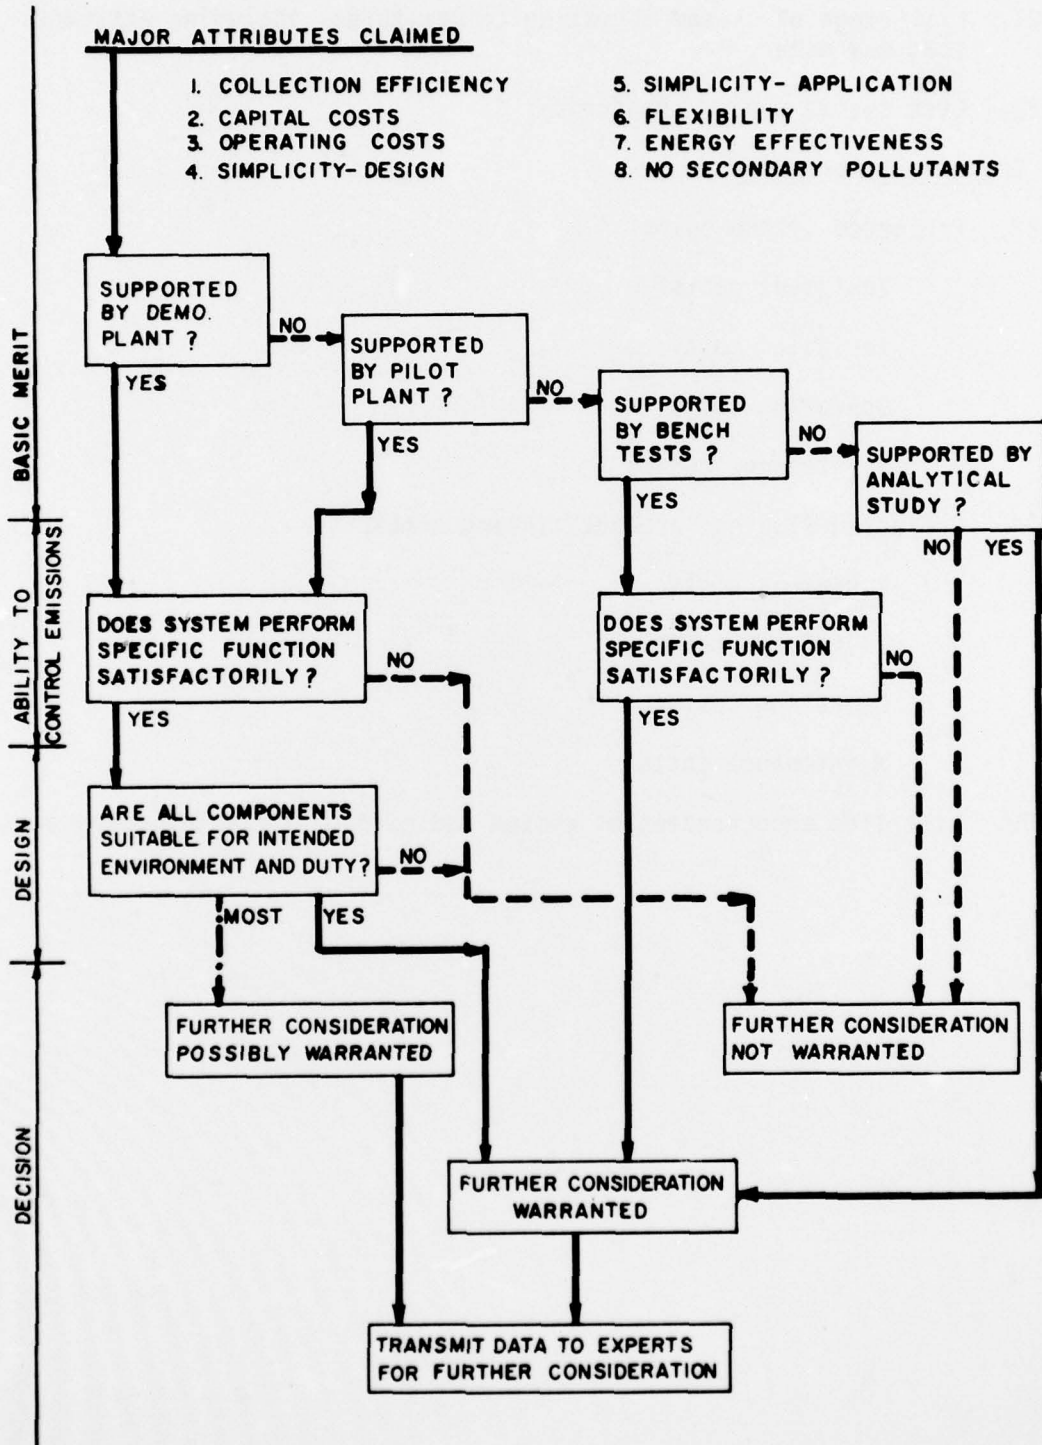 MAJOR ATTRIBUTES CLAIMED
1. COLLECTION EFFICIENCY
2. CAPITAL COSTS
3. OPERATING COSTS
4. SIMPLICITY-DESIGN
5. SIMPLICITY-APPLICATION
6. FLEXIBILITY
7. ENERGY EFFECTIVENESS
8. NO SECONDARY POLLUTANTS
BASIC MERIT
SUPPORTED
BY DEMO.
PLANT ?
NO
YES
SUPPORTED
BY PILOT
PLANT ?
NO
YES
SUPPORTED
BY BENCH
TESTS ?
NO
YES
SUPPORTED BY
ANALYTICAL
STUDY ?
NO
YES
ABILITY TO
CONTROL EMISSIONS
DOES SYSTEM PERFORM
SPECIFIC FUNCTION
SATISFACTORILY ?
NO
YES
DOES SYSTEM PERFORM
SPECIFIC FUNCTION
SATISFACTORILY ?
NO
YES
DESIGN
ARE ALL COMPONENTS
SUITABLE FOR INTENDED
ENVIRONMENT AND DUTY?
NO
MOST
YES
DECISION
FURTHER CONSIDERATION
POSSIBLY WARRANTED
FURTHER CONSIDERATION
NOT WARRANTED
FURTHER CONSIDERATION
WARRANTED
TRANSMIT DATA TO EXPERTS
FOR FURTHER CONSIDERATION